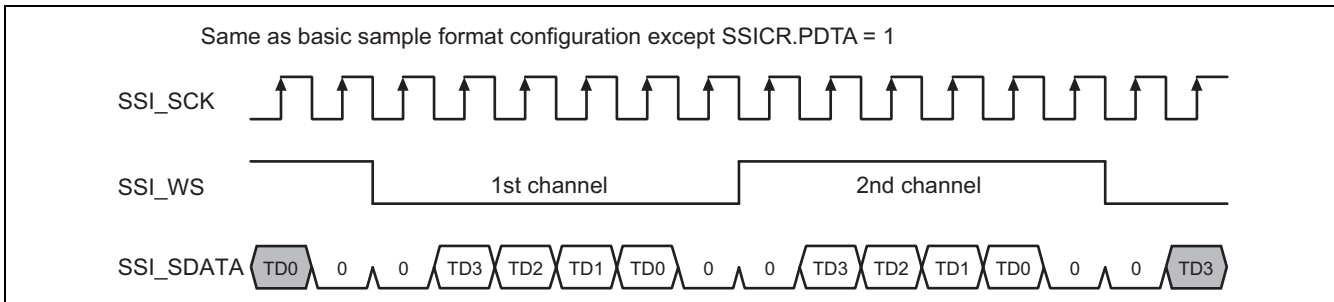 Same as basic sample format configuration except SSICR.PDTA = 1
SSI_SCK
SSI_WS 1st channel 2nd channel
SSI_SDATA TD0 0 0 TD3 TD2 TD1 TD0 0 0 TD3 TD2 TD1 TD0 0 0 TD3